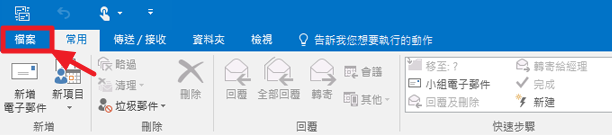 檔案 常用 傳送 / 接收 資料夾 檢視 告訴我您想要執行的動作
新增
電子郵件
新項目
新增
略過
清理
垃圾郵件
刪除
刪除
回覆 全部回覆 轉寄
會議
其他
回覆
移至: ?
小組電子郵件
回覆及刪除
轉寄給經理
完成
新建
快速步驟